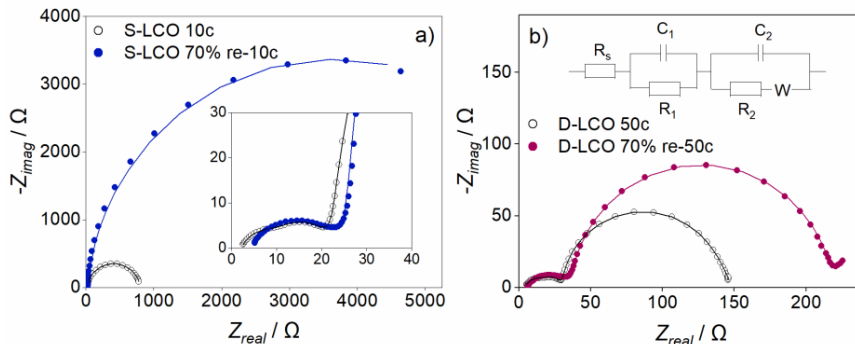 a)
S-LCO 10c
S-LCO 70% re-10c
-Zimag / Ω
4000
3000
2000
1000
0
0 1000 2000 3000 4000 5000
Zreal / Ω
30
20
10
0
0 10 20 30 40
b)
Rs
C1
R1
C2
R2
W
D-LCO 50c
D-LCO 70% re-50c
-Zimag / Ω
150
100
50
0
0 50 100 150 200
Zreal / Ω